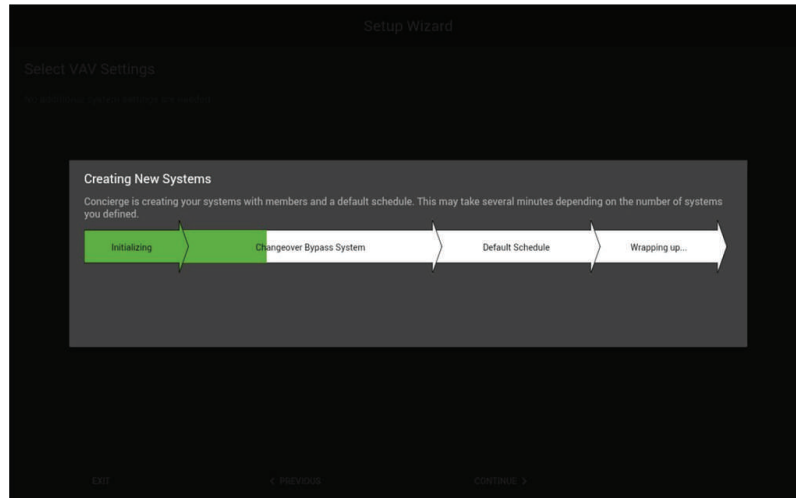 Setup Wizard
Select VAV Settings
Creating New Systems
Concierge is creating your systems with members and a default schedule. This may take several minutes depending on the number of systems
you defined.
Initializing
Changeover Bypass System
Default Schedule
Wrapping up...
EXIT
< PREVIOUS
CONTINUE >